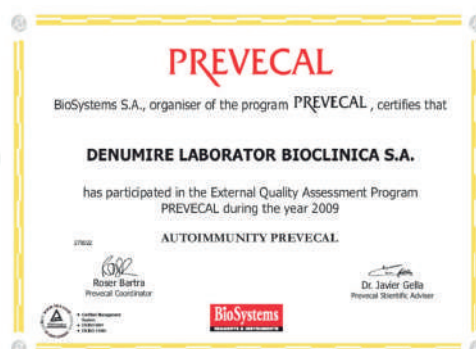 PREVECAL
BioSystems S.A., organiser of the program PREVECAL, certifies that
DENUMIRE LABORATOR BIOCLINICA S.A.
has participated in the External Quality Assessment Program
PREVECAL during the year 2009
AUTOIMMUNITY PREVECAL
Roser Bartra
Prevecal Coordinator
Dr. Javier Gella
Prevecal Scientific Adviser
BioSystems
REAGENTS & INSTRUMENTS